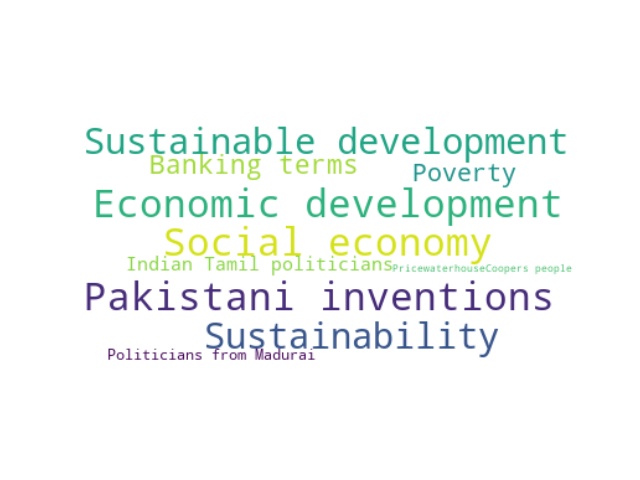 Sustainable development
Banking terms
Poverty
Economic development
Social economy
Indian Tamil politicians
PricewaterhouseCoopers people
Pakistani inventions
Sustainability
Politicians from Madurai